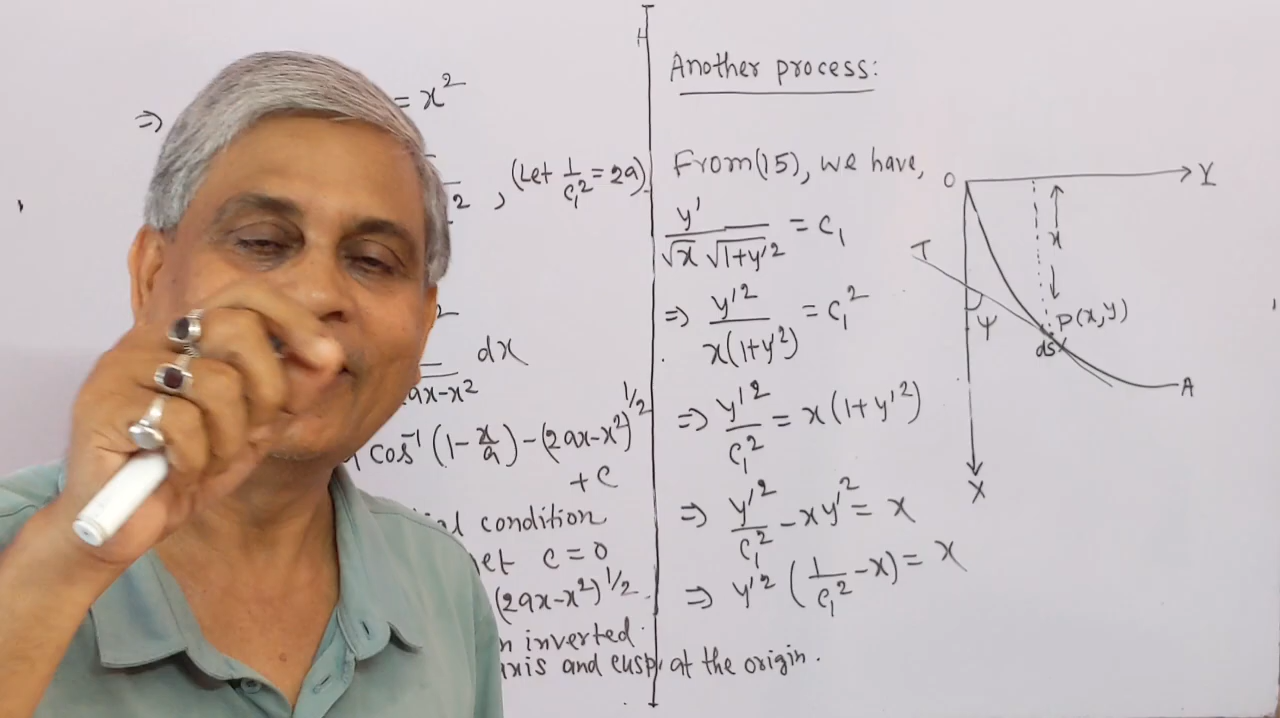 = x²
⇒
, (Let 1/c₁² = 2a)
dx
ax-x²
cos⁻¹ (1 - x/a) - (2ax-x²)^1/2
+ c
condition
c = 0
(2ax-x²)^1/2
inverted
and cusp at the origin.
Another process:
From (15), we have,
y'/(√x √1+y'²) = c₁
⇒ y'²/(x(1+y'²)) = c₁²
⇒ y'²/c₁² = x(1+y'²)
⇒ y'²/c₁² - xy'² = x
⇒ y'² (1/c₁² - x) = x
O
Y
x
T
ψ
P(x,y)
ds
A
X